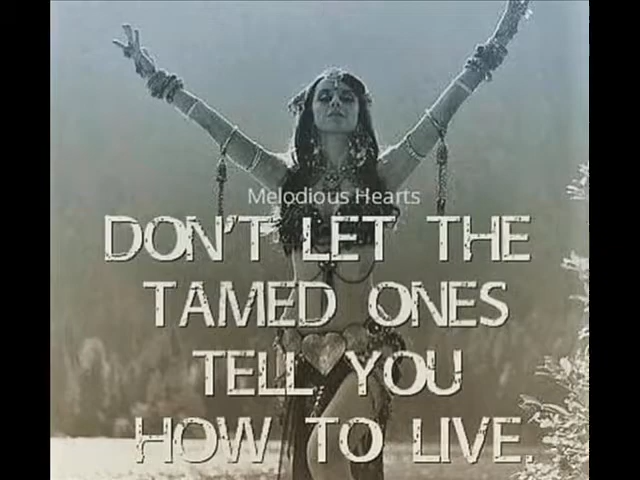 Melodious Hearts
DON'T LET THE
TAMED ONES
TELL YOU
HOW TO LIVE.